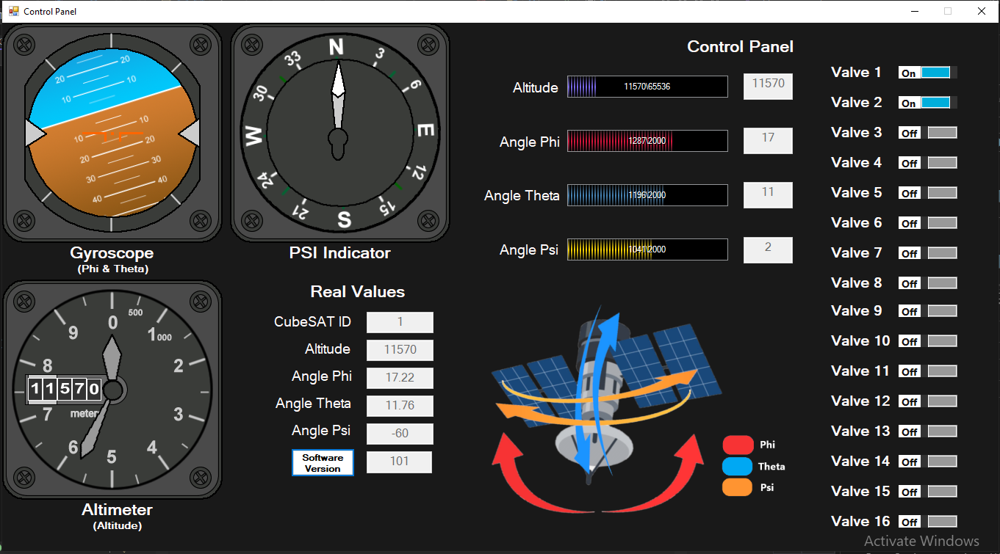 Control Panel
20
20
10
10
10
10
20
20
30
30
40
40
Gyroscope
(Phi & Theta)
N
3
6
E
12
15
S
21
24
W
30
33
PSI Indicator
0
500
1000
2
3
4
5
6
7
8
9
11570
meter
Altimeter
(Altitude)
Real Values
CubeSAT ID 1
Altitude 11570
Angle Phi 17.22
Angle Theta 11.76
Angle Psi -60
Software
Version
101
Control Panel
Altitude 11570\65536 11570
Angle Phi 1287\2000 17
Angle Theta 1196\2000 11
Angle Psi 1041\2000 2
Phi
Theta
Psi
Valve 1 On
Valve 2 On
Valve 3 Off
Valve 4 Off
Valve 5 Off
Valve 6 Off
Valve 7 Off
Valve 8 Off
Valve 9 Off
Valve 10 Off
Valve 11 Off
Valve 12 Off
Valve 13 Off
Valve 14 Off
Valve 15 Off
Valve 16 Off
Activate Windows